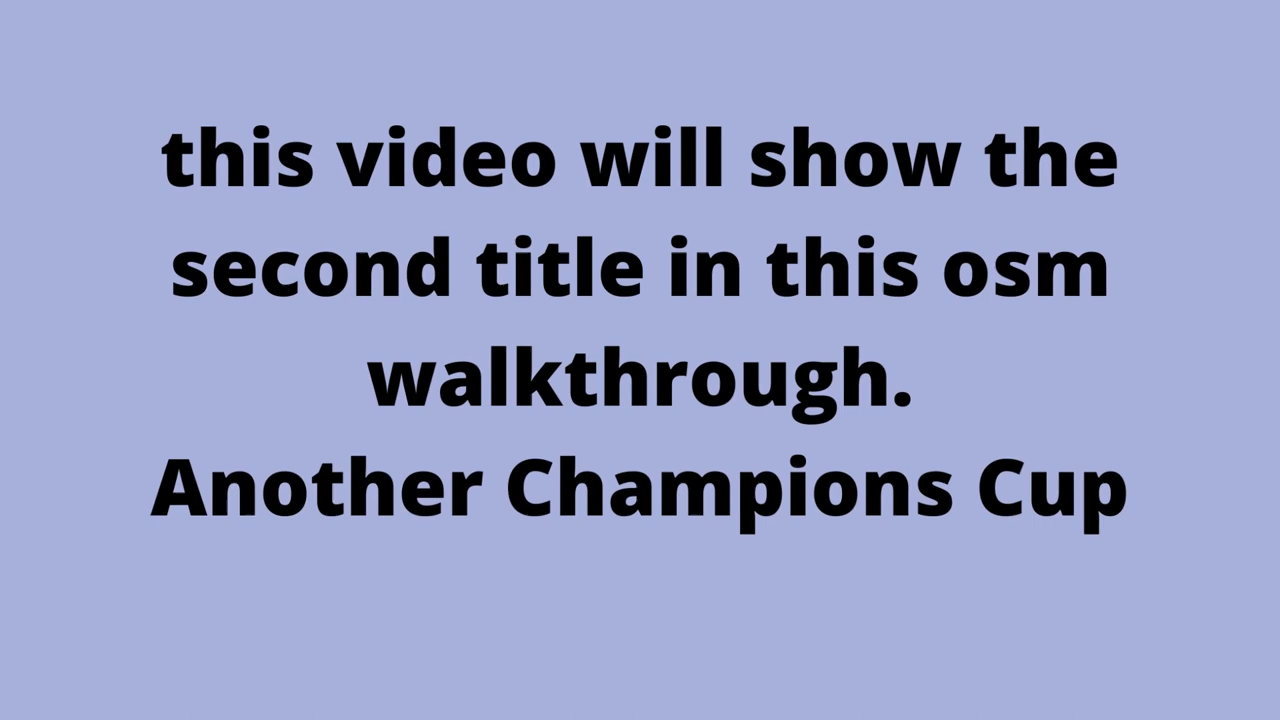 this video will show the
second title in this osm
walkthrough.
Another Champions Cup